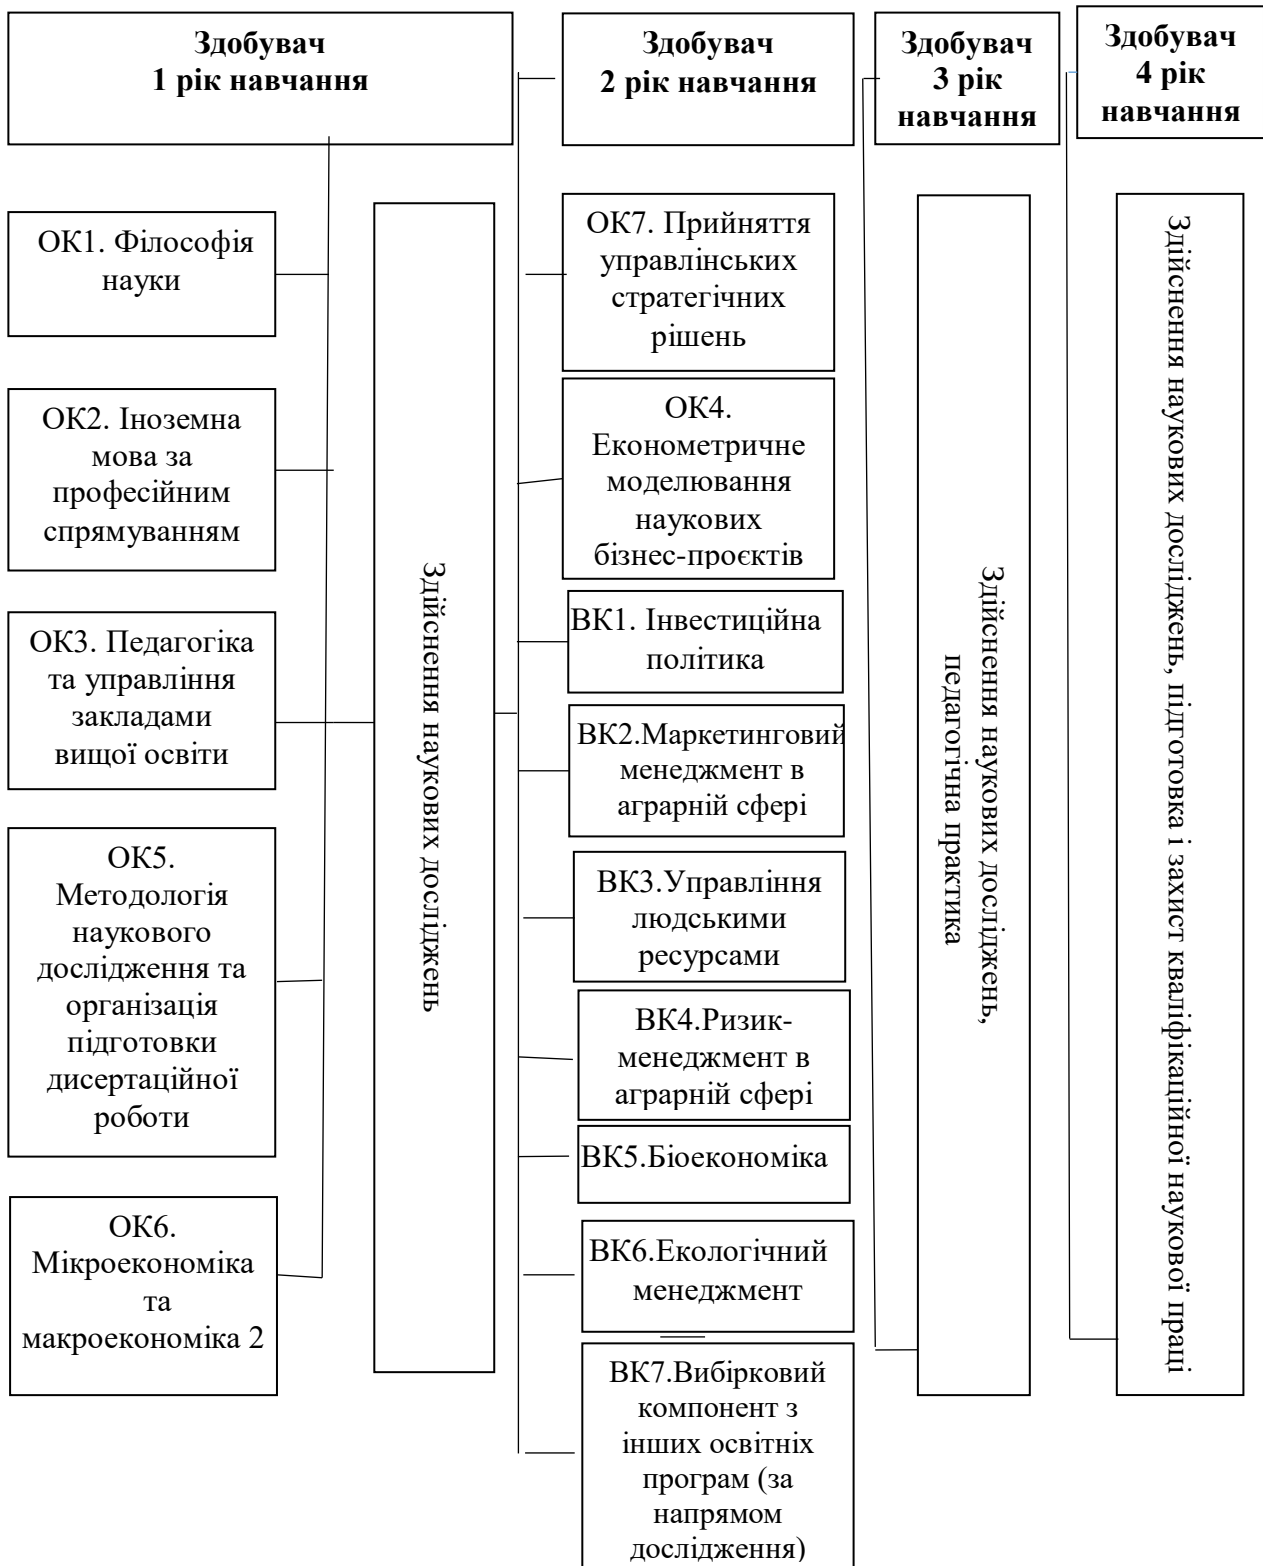 Здобувач
1 рік навчання
Здобувач
2 рік навчання
Здобувач
3 рік
навчання
Здобувач
4 рік
навчання
ОК1. Філософія
науки
ОК2. Іноземна
мова за
професійним
спрямуванням
ОК3. Педагогіка
та управління
закладами
вищої освіти
ОК5.
Методологія
наукового
дослідження та
організація
підготовки
дисертаційної
роботи
ОК6.
Мікроекономіка
та
макроекономіка 2
Здійснення наукових досліджень
ОК7. Прийняття
управлінських
стратегічних
рішень
ОК4.
Економетричне
моделювання
наукових
бізнес-проєктів
ВК1. Інвестиційна
політика
ВК2.Маркетинговий
менеджмент в
аграрній сфері
ВК3.Управління
людськими
ресурсами
ВК4.Ризик-
менеджмент в
аграрній сфері
ВК5.Біоекономіка
ВК6.Екологічний
менеджмент
ВК7.Вибірковий
компонент з
інших освітніх
програм (за
напрямом
дослідження)
Здійснення наукових досліджень,
педагогічна практика
Здійснення наукових досліджень, підготовка і захист кваліфікаційної наукової праці